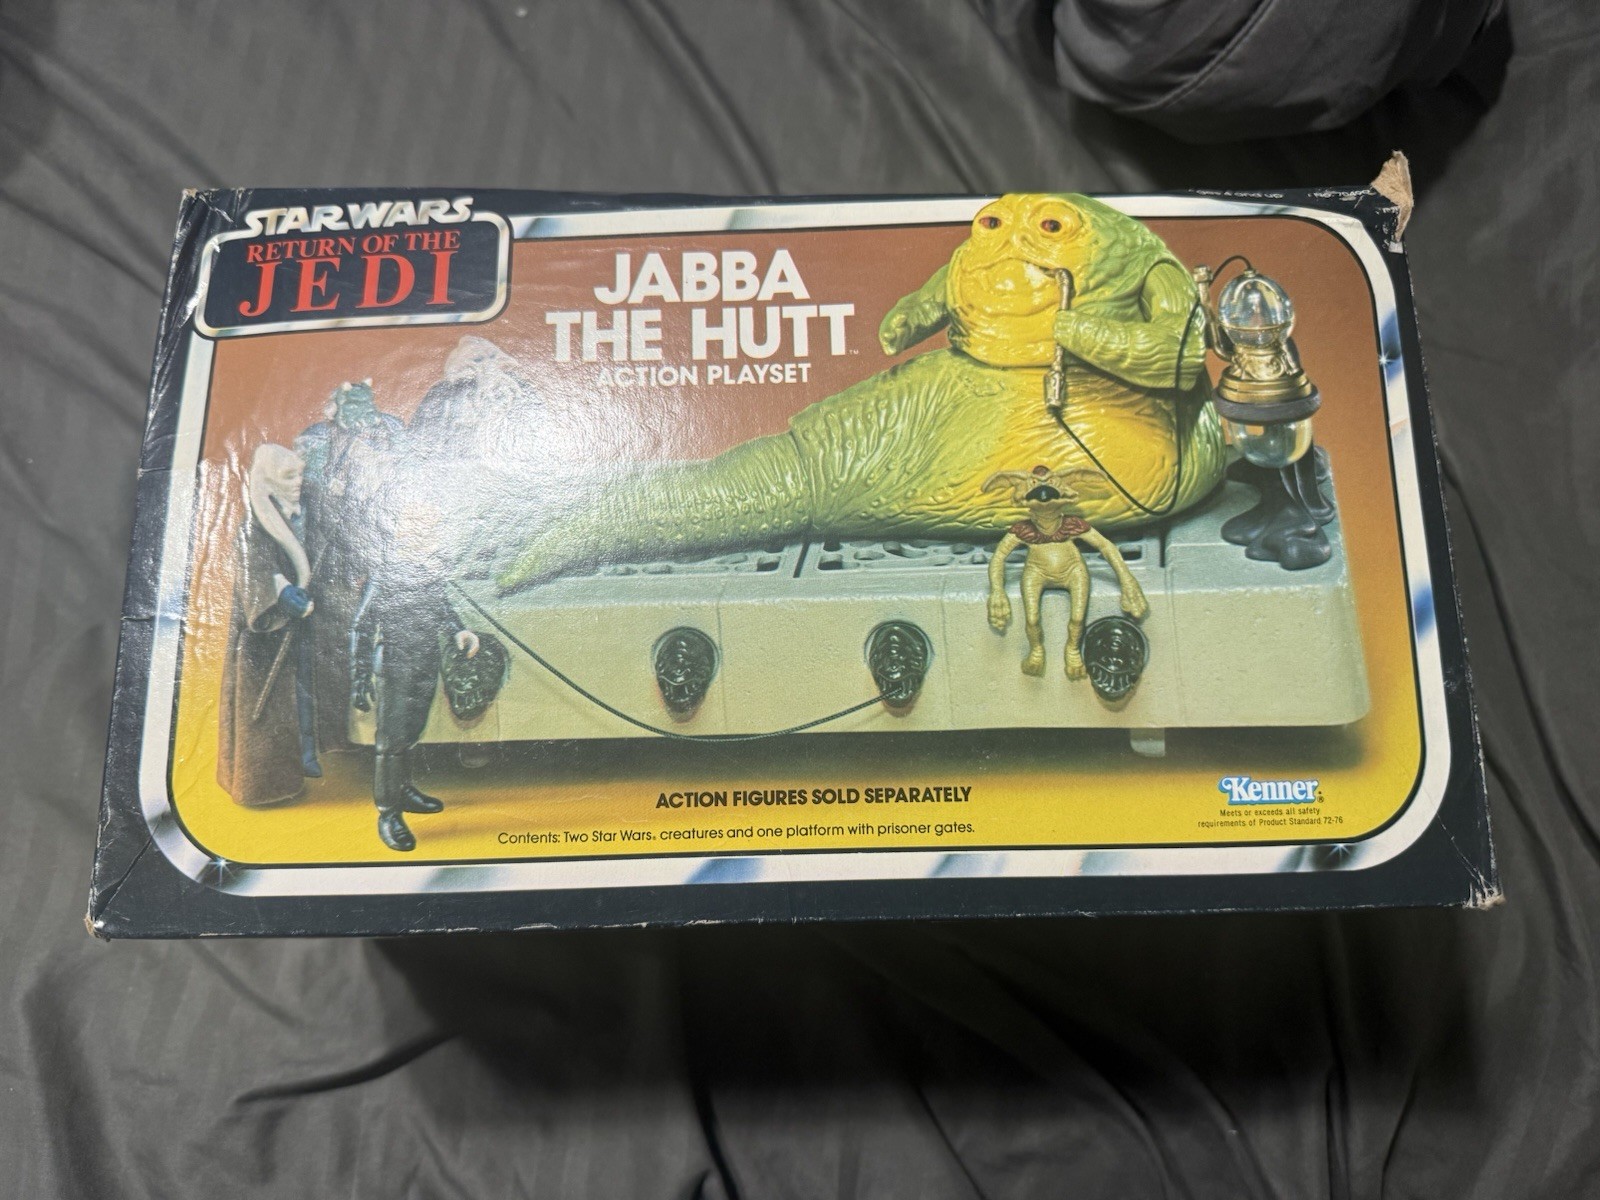 STAR WARS
RETURN OF THE
JEDI
JABBA
THE HUTT™
ACTION PLAYSET
ACTION FIGURES SOLD SEPARATELY
Contents: Two Star Wars® creatures and one platform with prisoner gates.
Kenner®
Meets or exceeds all safety
requirements of Product Standard 72-76